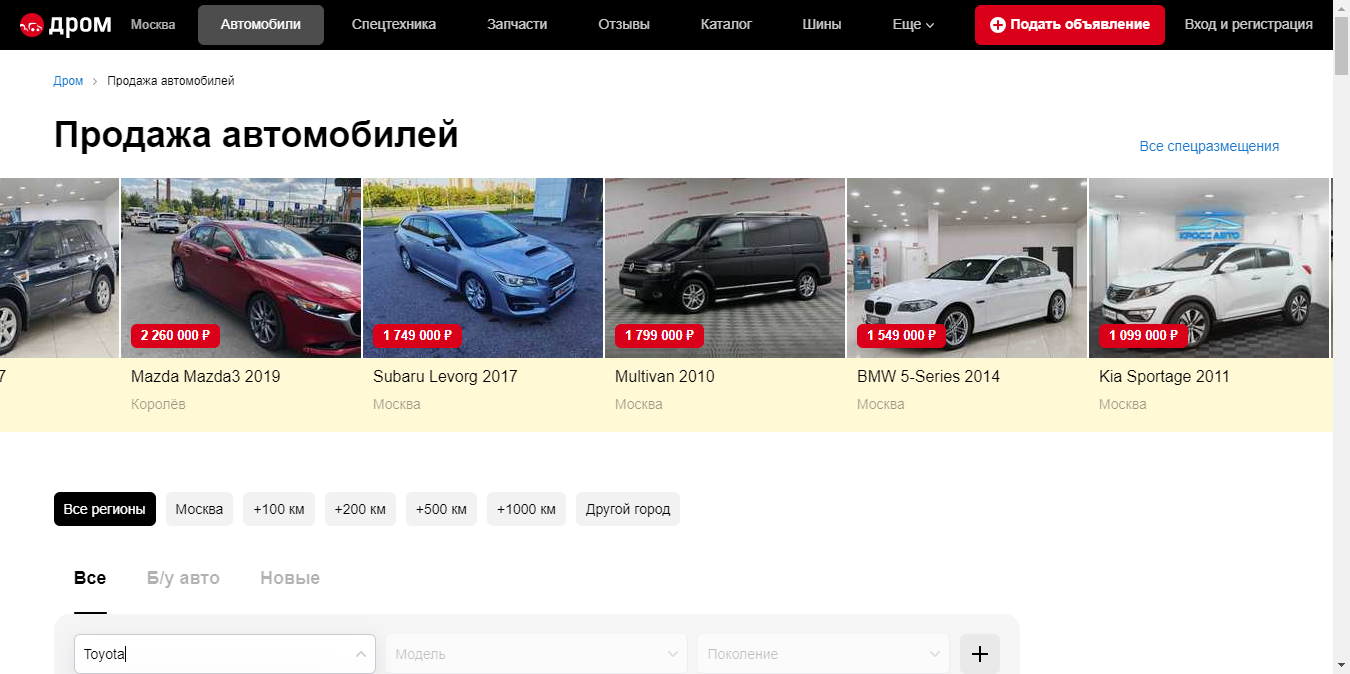 дром Москва Автомобили Спецтехника Запчасти Отзывы Каталог Шины Еще Подать объявление Вход и регистрация
Дром > Продажа автомобилей
Продажа автомобилей
Все спецразмещения
КРОСС АВТО
2 260 000 ₽ 1 749 000 ₽ 1 799 000 ₽ 1 549 000 ₽ 1 099 000 ₽
7 Mazda Mazda3 2019 Subaru Levorg 2017 Multivan 2010 BMW 5-Series 2014 Kia Sportage 2011
Королёв Москва Москва Москва Москва
Все регионы Москва +100 км +200 км +500 км +1000 км Другой город
Все Б/у авто Новые
Toyota Модель Поколение +